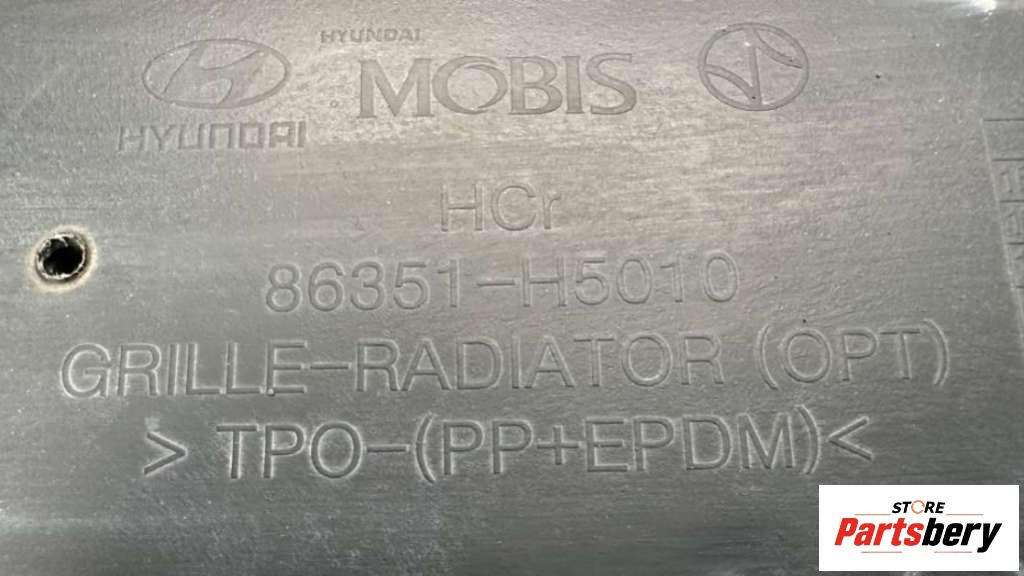 HYUNDAI
MOBIS
HYUNDAI
HCr
86351-H5010
GRILLE-RADIATOR (OPT)
> TPO-(PP+EPDM)<
STORE
Partsbery